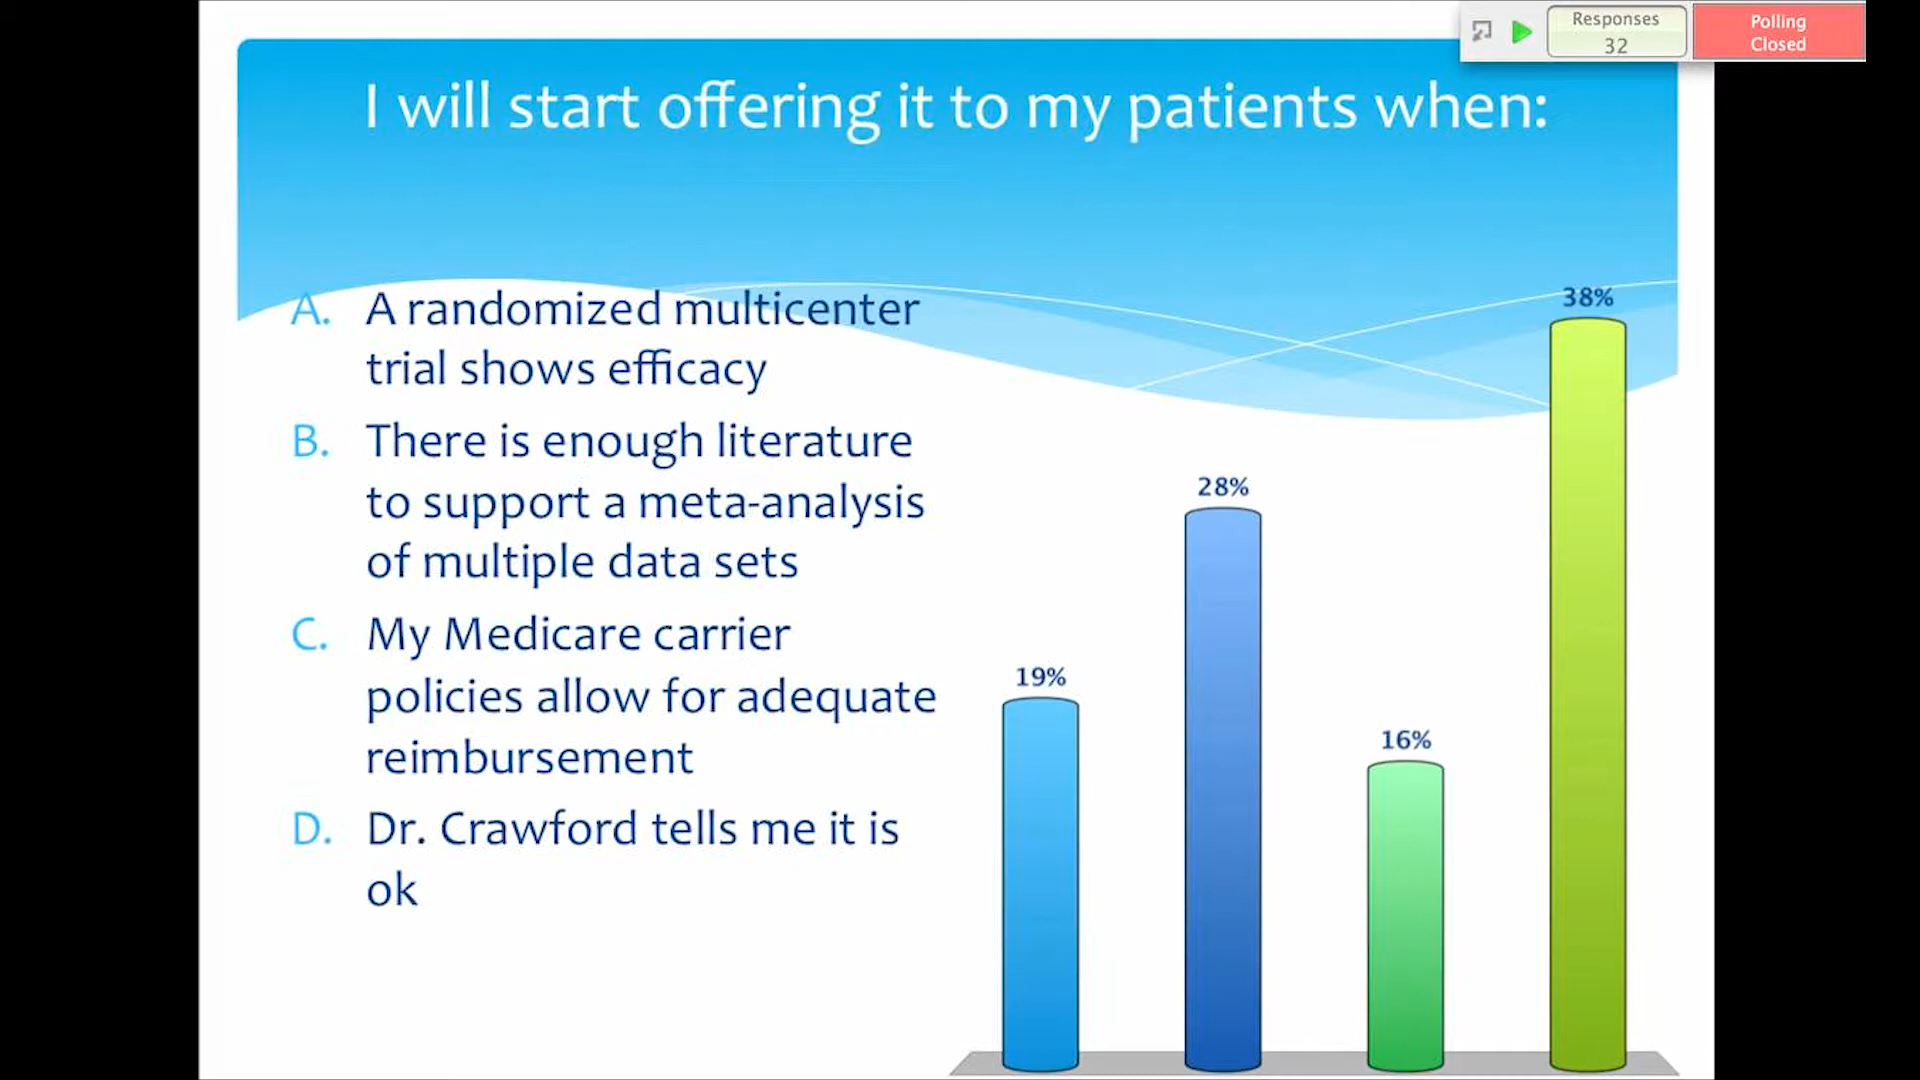 Responses
32
Polling
Closed
I will start offering it to my patients when:
A. A randomized multicenter
trial shows efficacy
B. There is enough literature
to support a meta-analysis
of multiple data sets
C. My Medicare carrier
policies allow for adequate
reimbursement
D. Dr. Crawford tells me it is
ok
19%
28%
16%
38%